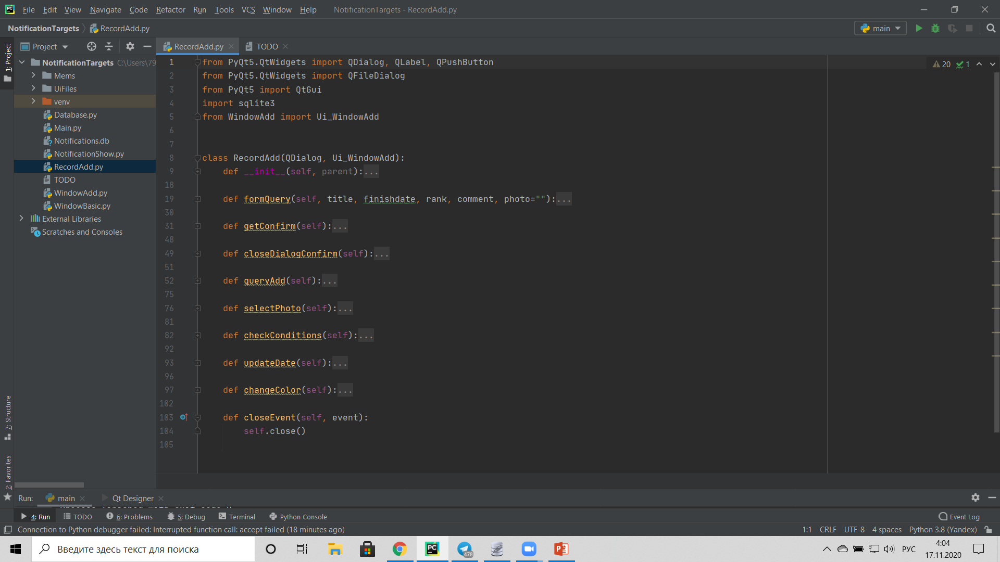 File Edit View Navigate Code Refactor Run Tools VCS Window Help NotificationTargets - RecordAdd.py
NotificationTargets RecordAdd.py main
1: Project
Project
RecordAdd.py TODO
NotificationTargets C:\Users\79
Mems
UiFiles
venv
Database.py
Main.py
Notifications.db
NotificationShow.py
RecordAdd.py
TODO
WindowAdd.py
WindowBasic.py
External Libraries
Scratches and Consoles
20 1
1 from PyQt5.QtWidgets import QDialog, QLabel, QPushButton
2 from PyQt5.QtWidgets import QFileDialog
3 from PyQt5 import QtGui
4 import sqlite3
5 from WindowAdd import Ui_WindowAdd
6
7
8 class RecordAdd(QDialog, Ui_WindowAdd):
9 def __init__(self, parent):...
18
19 def formQuery(self, title, finishdate, rank, comment, photo=""):...
30
31 def getConfirm(self):...
48
49 def closeDialogConfirm(self):...
51
52 def queryAdd(self):...
75
76 def selectPhoto(self):...
81
82 def checkConditions(self):...
92
93 def updateDate(self):...
96
97 def changeColor(self):...
102
103 def closeEvent(self, event):
104 self.close()
105
7: Structure
2: Favorites
Run: main Qt Designer
4: Run TODO 6: Problems 5: Debug Terminal Python Console Event Log
Connection to Python debugger failed: Interrupted function call: accept failed (18 minutes ago) 1:1 CRLF UTF-8 4 spaces Python 3.8 (Yandex)
Введите здесь текст для поиска
478
РУС
4:04
17.11.2020